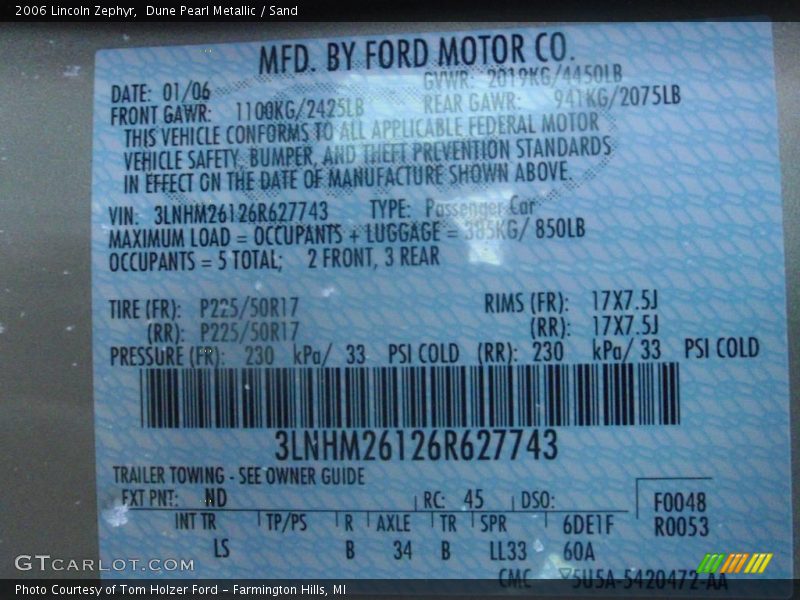 2006 Lincoln Zephyr,  Dune Pearl Metallic / Sand
MFD. BY FORD MOTOR CO.
DATE: 01/06 GVWR: 2019KG/4450LB
FRONT GAWR: 1100KG/2425LB REAR GAWR: 941KG/2075LB
THIS VEHICLE CONFORMS TO ALL APPLICABLE FEDERAL MOTOR
VEHICLE SAFETY, BUMPER, AND THEFT PREVENTION STANDARDS
IN EFFECT ON THE DATE OF MANUFACTURE SHOWN ABOVE.
VIN: 3LNHM26126R627743 TYPE: Passenger Car
MAXIMUM LOAD = OCCUPANTS + LUGGAGE = 385KG/ 850LB
OCCUPANTS = 5 TOTAL; 2 FRONT, 3 REAR
TIRE (FR): P225/50R17 RIMS (FR): 17X7.5J
(RR): P225/50R17 (RR): 17X7.5J
PRESSURE (FR): 230 kPa/ 33 PSI COLD (RR): 230 kPa/ 33 PSI COLD
3LNHM26126R627743
TRAILER TOWING - SEE OWNER GUIDE
EXT PNT: ND RC: 45 DSO: F0048
INT TR TP/PS R AXLE TR SPR 6DE1F R0053
LS B 34 B LL33 60A
CMC 5U5A-5420472-AA
GTCARLOT.COM
Photo Courtesy of Tom Holzer Ford – Farmington Hills, MI